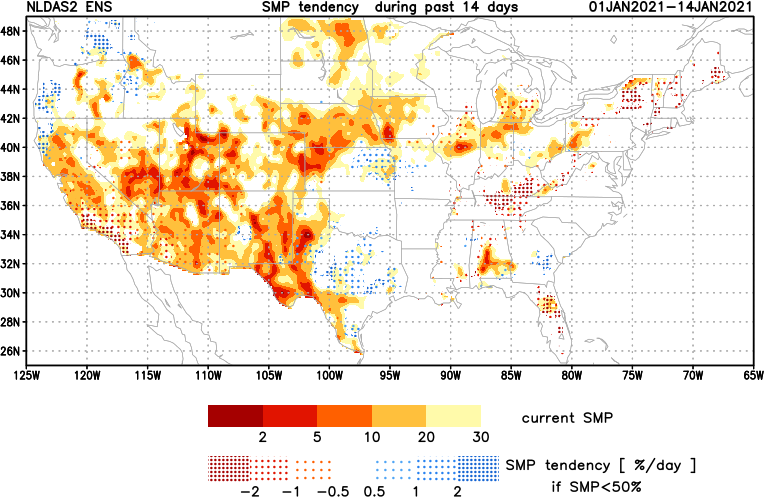 NLDAS2 ENS SMP tendency during past 14 days 01JAN2021−14JAN2021
48N
46N
44N
42N
40N
38N
36N
34N
32N
30N
28N
26N
125W 120W 115W 110W 105W 100W 95W 90W 85W 80W 75W 70W 65W
current SMP
2 5 10 20 30
SMP tendency [ %/day ]
−2 −1 −0.5 0.5 1 2
if SMP<50%